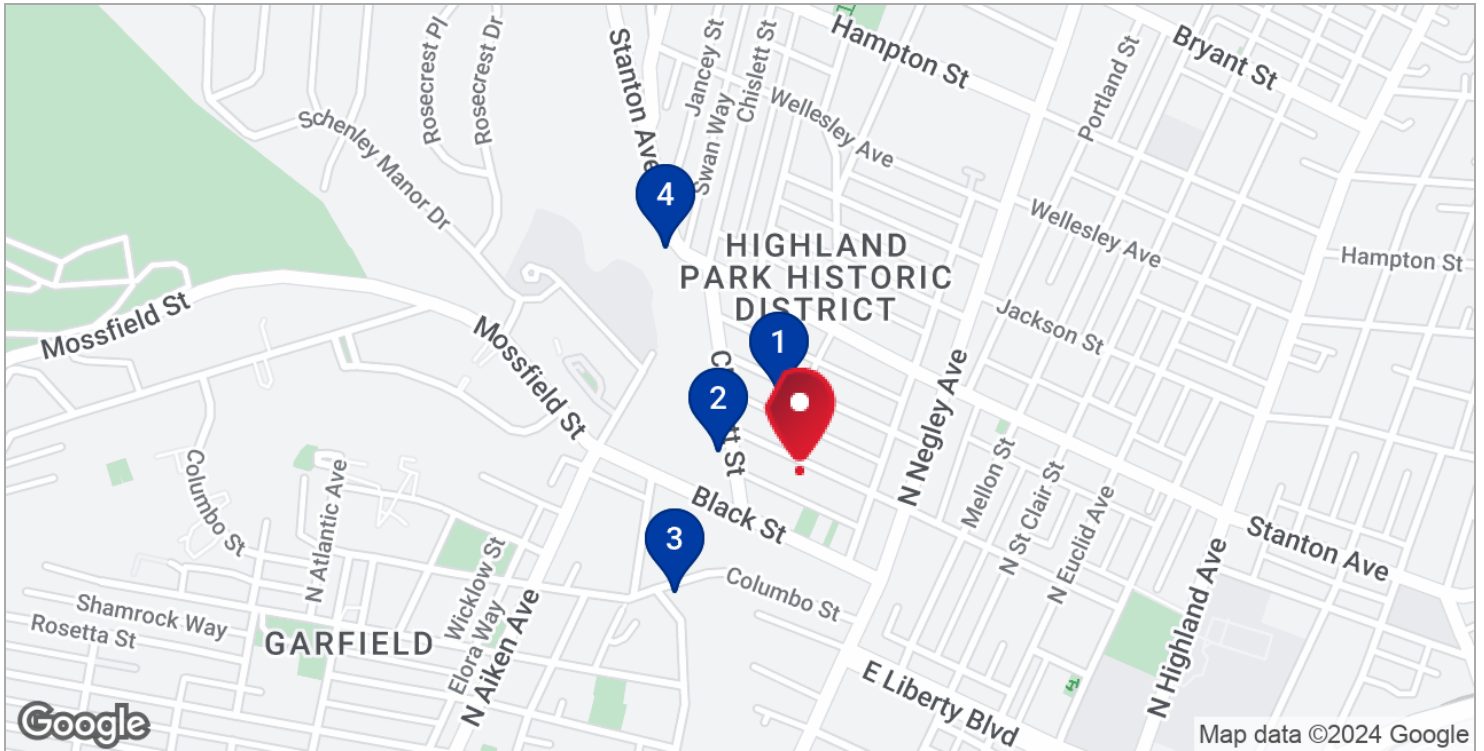 Hampton St
Bryant St
Stanton Ave
Jancey St
Chislett St
Swan Way
Rosecrest Pl
Rosecrest Dr
Portland St
Wellesley Ave
Schenley Manor Dr
4
Wellesley Ave
HIGHLAND
PARK HISTORIC
DISTRICT
Hampton St
Mossfield St
Mossfield St
1
Jackson St
2
N Negley Ave
Mellon St
N St Clair St
N Euclid Ave
Columbo St
N Atlantic Ave
Black St
3
Stanton Ave
Columbo St
Wicklow St
Elora Way
N Aiken Ave
Shamrock Way
Rosetta St
GARFIELD
N Highland Ave
E Liberty Blvd
Google
Map data ©2024 Google